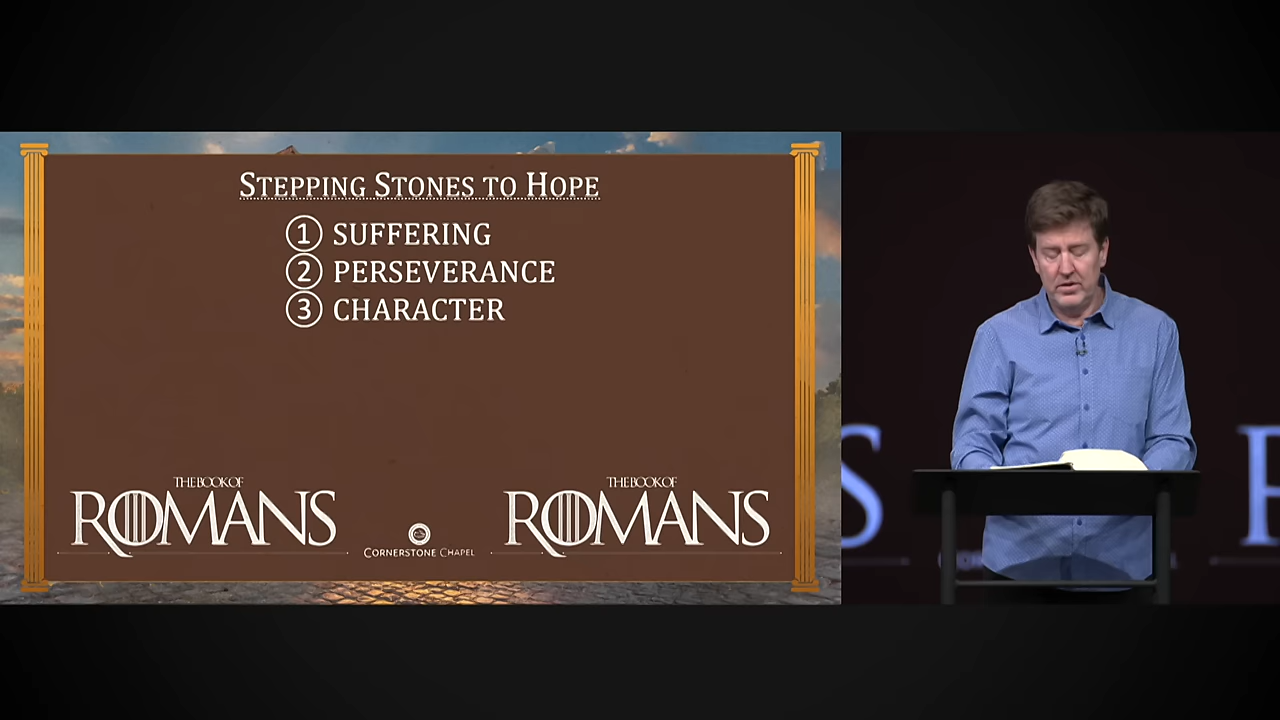 STEPPING STONES TO HOPE
1 SUFFERING
2 PERSEVERANCE
3 CHARACTER
THE BOOK OF
ROMANS
CORNERSTONE CHAPEL
THE BOOK OF
ROMANS
S